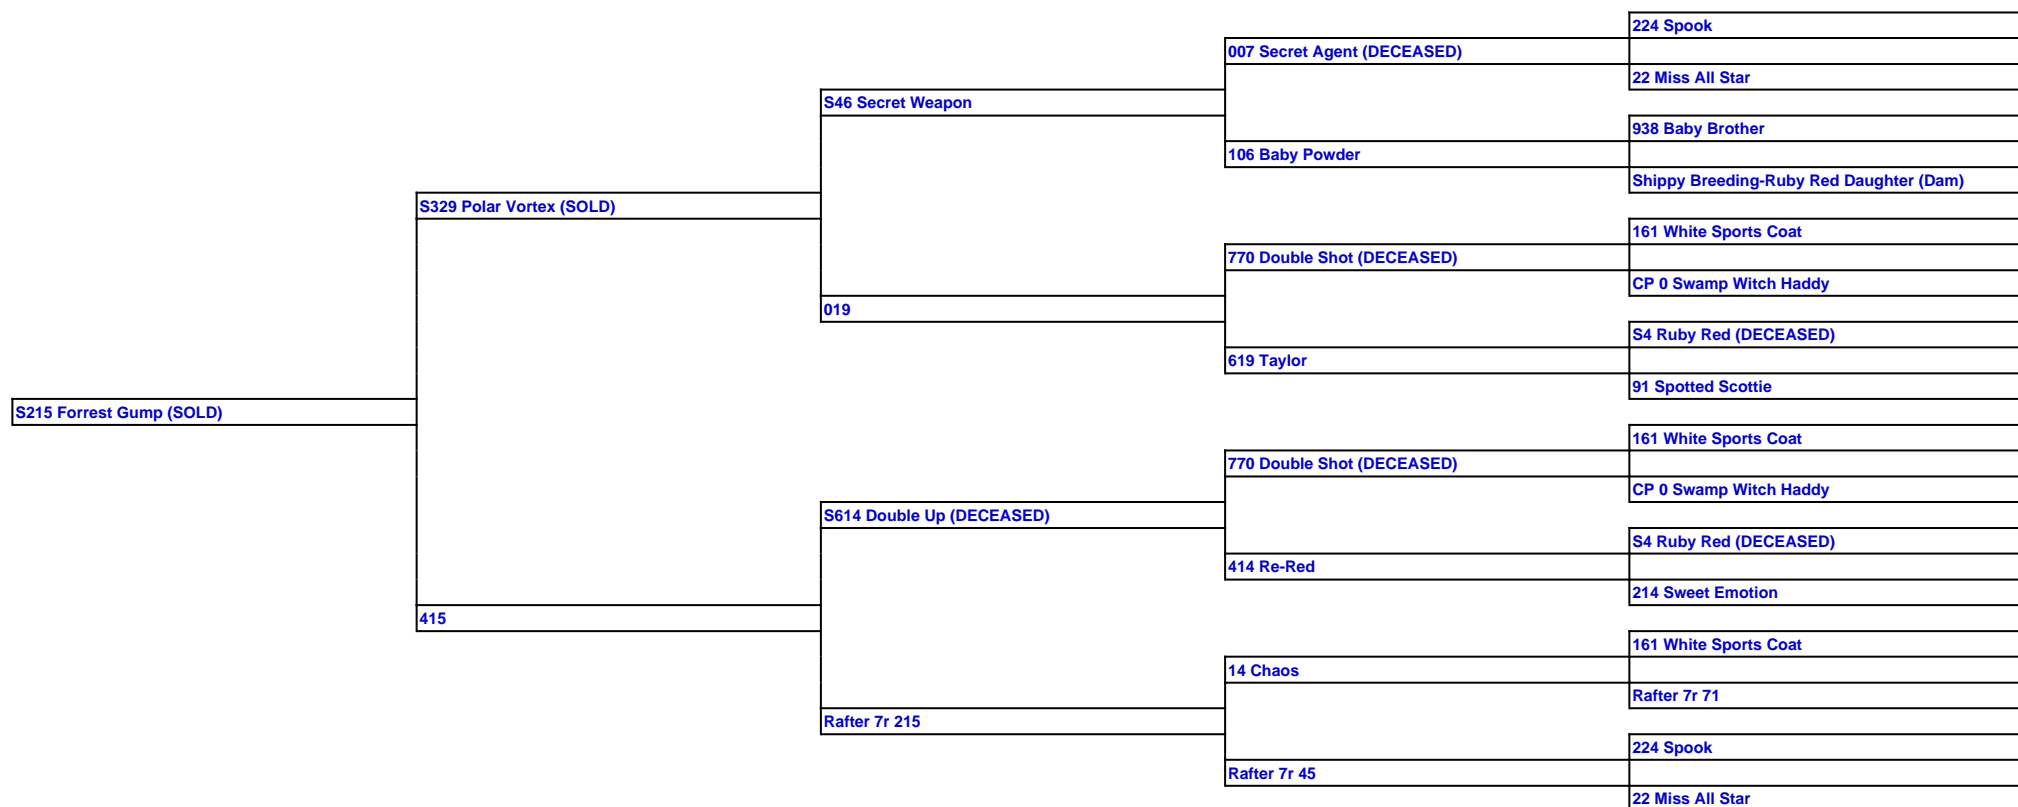 224 Spook
007 Secret Agent (DECEASED)
22 Miss All Star
S46 Secret Weapon
938 Baby Brother
106 Baby Powder
Shippy Breeding-Ruby Red Daughter (Dam)
S329 Polar Vortex (SOLD)
161 White Sports Coat
770 Double Shot (DECEASED)
CP 0 Swamp Witch Haddy
019
S4 Ruby Red (DECEASED)
619 Taylor
91 Spotted Scottie
S215 Forrest Gump (SOLD)
161 White Sports Coat
770 Double Shot (DECEASED)
CP 0 Swamp Witch Haddy
S614 Double Up (DECEASED)
S4 Ruby Red (DECEASED)
414 Re-Red
214 Sweet Emotion
415
161 White Sports Coat
14 Chaos
Rafter 7r 71
Rafter 7r 215
224 Spook
Rafter 7r 45
22 Miss All Star